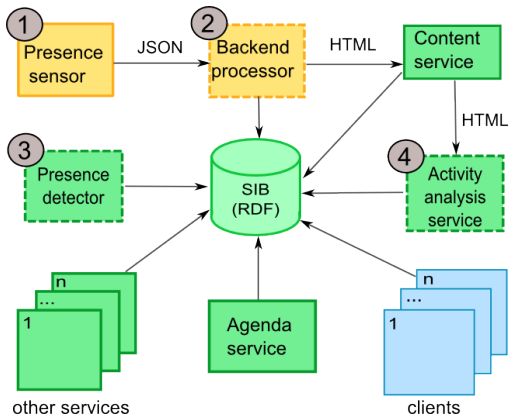 1
Presence
sensor
JSON
2
Backend
processor
HTML
Content
service
HTML
3
Presence
detector
SIB
(RDF)
4
Activity
analysis
service
n
...
1
other services
Agenda
service
n
...
1
clients